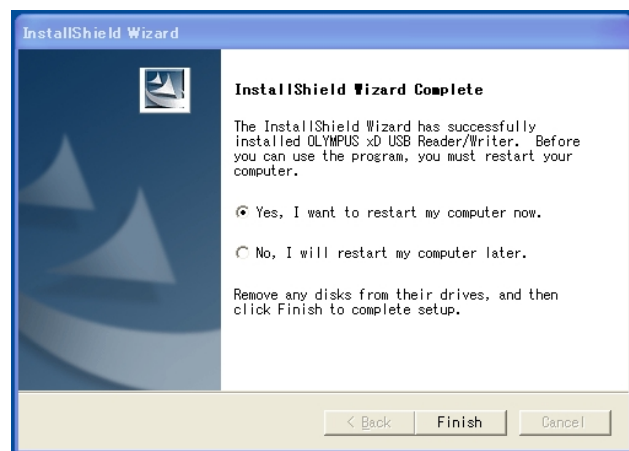 InstallShield Wizard
InstallShield Wizard Complete
The InstallShield Wizard has successfully
installed OLYMPUS xD USB Reader/Writer.  Before
you can use the program, you must restart your
computer.
Yes, I want to restart my computer now.
No, I will restart my computer later.
Remove any disks from their drives, and then
click Finish to complete setup.
< Back
Finish
Cancel